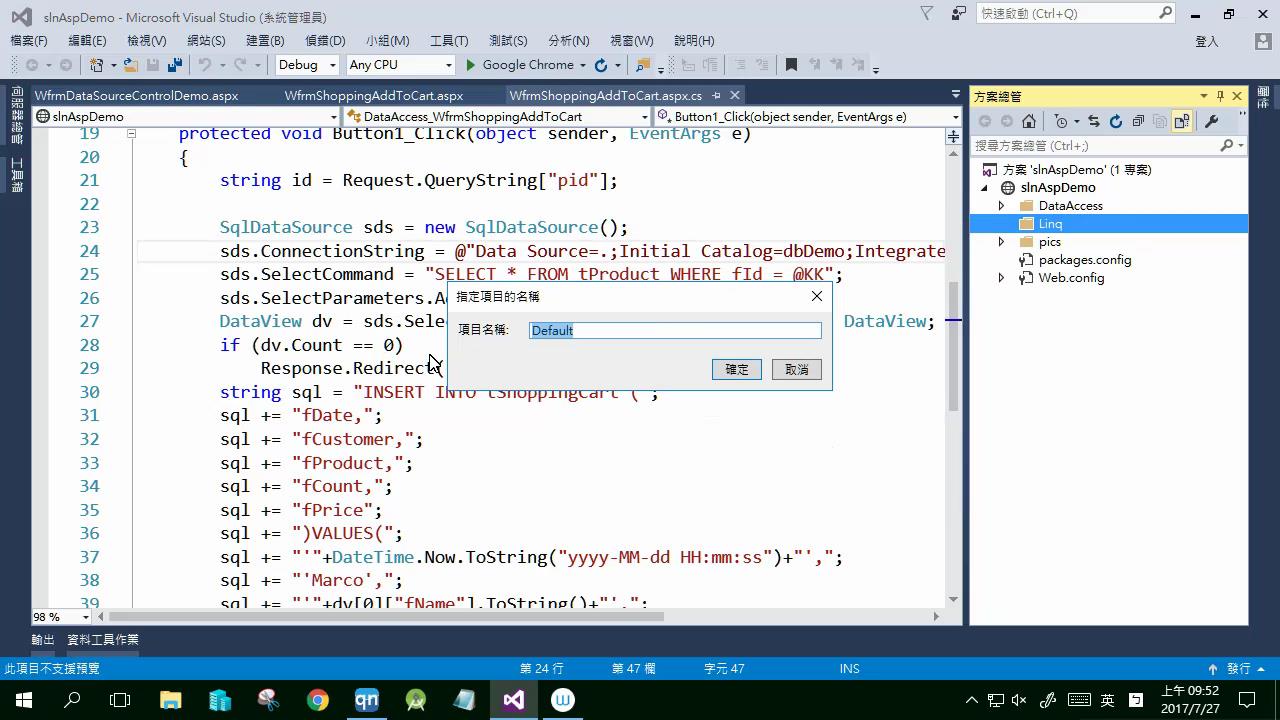 slnAspDemo - Microsoft Visual Studio (系統管理員)
快速啟動 (Ctrl+Q)
檔案(F) 編輯(E) 檢視(V) 網站(S) 建置(B) 偵錯(D) 小組(M) 工具(T) 測試(S) 分析(N) 視窗(W) 說明(H)
登入
Debug Any CPU Google Chrome
伺服器總管
工具箱
WfrmDataSourceControlDemo.aspx WfrmShoppingAddToCart.aspx WfrmShoppingAddToCart.aspx.cs
slnAspDemo DataAccess_WfrmShoppingAddToCart Button1_Click(object sender, EventArgs e)
19 protected void Button1_Click(object sender, EventArgs e)
20 {
21 string id = Request.QueryString["pid"];
22
23 SqlDataSource sds = new SqlDataSource();
24 sds.ConnectionString = @"Data Source=.;Initial Catalog=dbDemo;Integrate
25 sds.SelectCommand = "SELECT * FROM tProduct WHERE fId = @KK";
26 sds.SelectParameters.A
27 DataView dv = sds.Sele DataView;
28 if (dv.Count == 0)
29 Response.Redirect(
30 string sql = "INSERT INTO tShoppingCart (";
31 sql += "fDate,";
32 sql += "fCustomer,";
33 sql += "fProduct,";
34 sql += "fCount,";
35 sql += "fPrice";
36 sql += ")VALUES(";
37 sql += "'"+DateTime.Now.ToString("yyyy-MM-dd HH:mm:ss")+"',";
38 sql += "'Marco',";
39 sql += "'"+dv[0]["fName"].ToString()+"',";
指定項目的名稱
項目名稱: Default
確定 取消
98 %
方案總管
搜尋方案總管 (Ctrl+;)
方案 'slnAspDemo' (1 專案)
slnAspDemo
DataAccess
Linq
pics
packages.config
Web.config
輸出 資料工具作業
此項目不支援預覽 第 24 行 第 47 欄 字元 47 INS 發行
qn
英
上午 09:52
2017/7/27